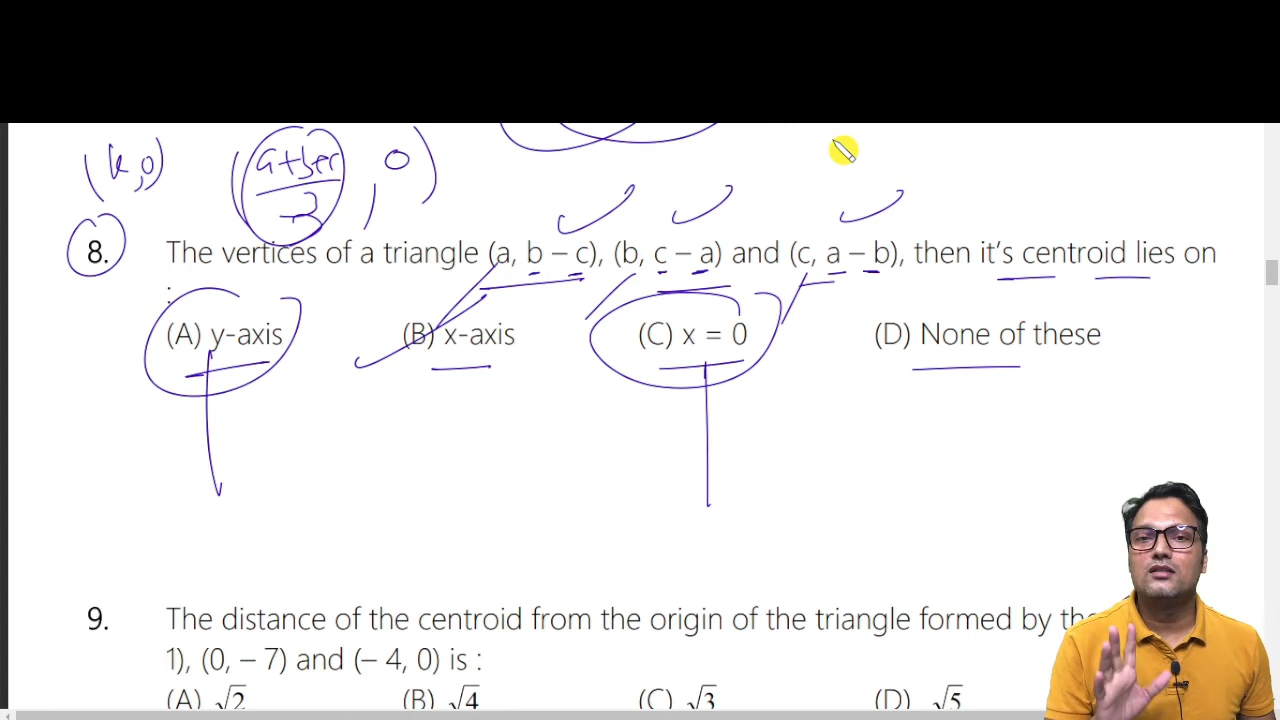 (k,0) (a+b+c/3, 0)
8. The vertices of a triangle (a, b – c), (b, c – a) and (c, a – b), then it's centroid lies on
:
(A) y-axis (B) x-axis (C) x = 0 (D) None of these
9. The distance of the centroid from the origin of the triangle formed by the
1), (0, – 7) and (– 4, 0) is :
(A) √2 (B) √4 (C) √3 (D) √5